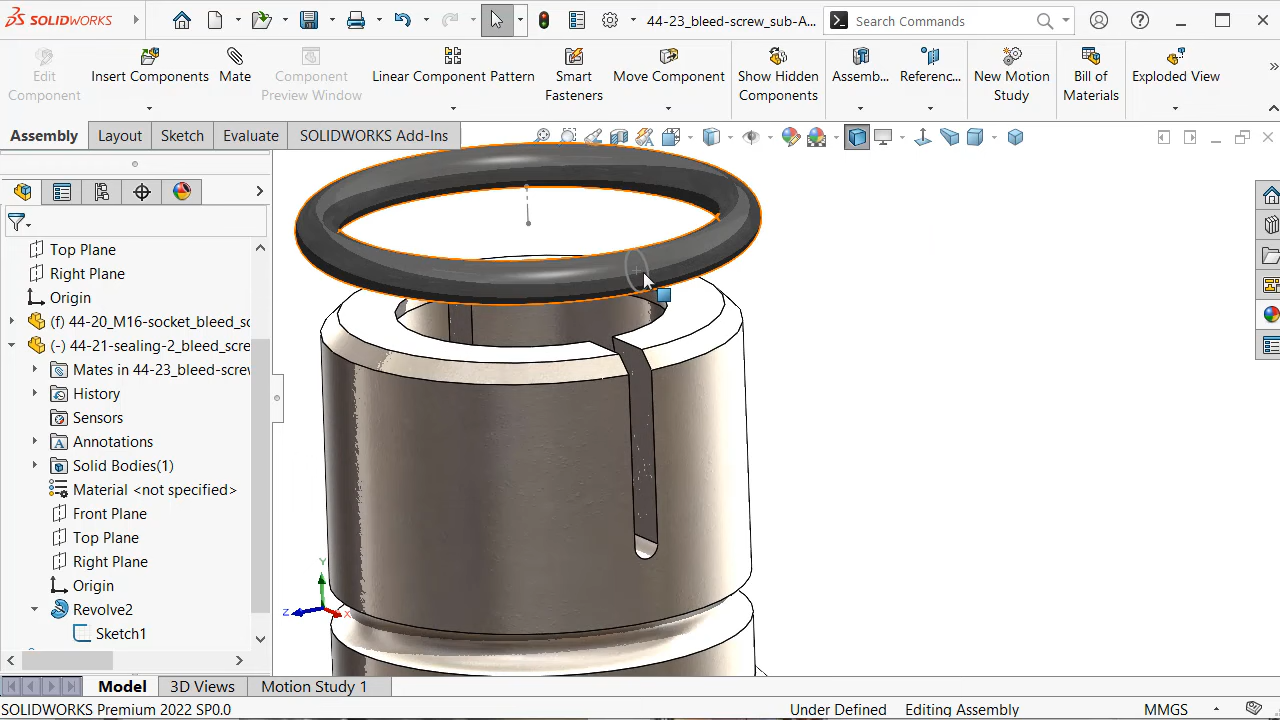 SOLIDWORKS
44-23_bleed-screw_sub-A...
Search Commands
Edit Component
Insert Components
Mate
Component Preview Window
Linear Component Pattern
Smart Fasteners
Move Component
Show Hidden Components
Assemb...
Referenc...
New Motion Study
Bill of Materials
Exploded View
Assembly
Layout
Sketch
Evaluate
SOLIDWORKS Add-Ins
Top Plane
Right Plane
Origin
(f) 44-20_M16-socket_bleed_sc
(-) 44-21-sealing-2_bleed_scre
Mates in 44-23_bleed-screw
History
Sensors
Annotations
Solid Bodies(1)
Material <not specified>
Front Plane
Top Plane
Right Plane
Origin
Revolve2
Sketch1
Y
Z
X
Model
3D Views
Motion Study 1
SOLIDWORKS Premium 2022 SP0.0
Under Defined
Editing Assembly
MMGS